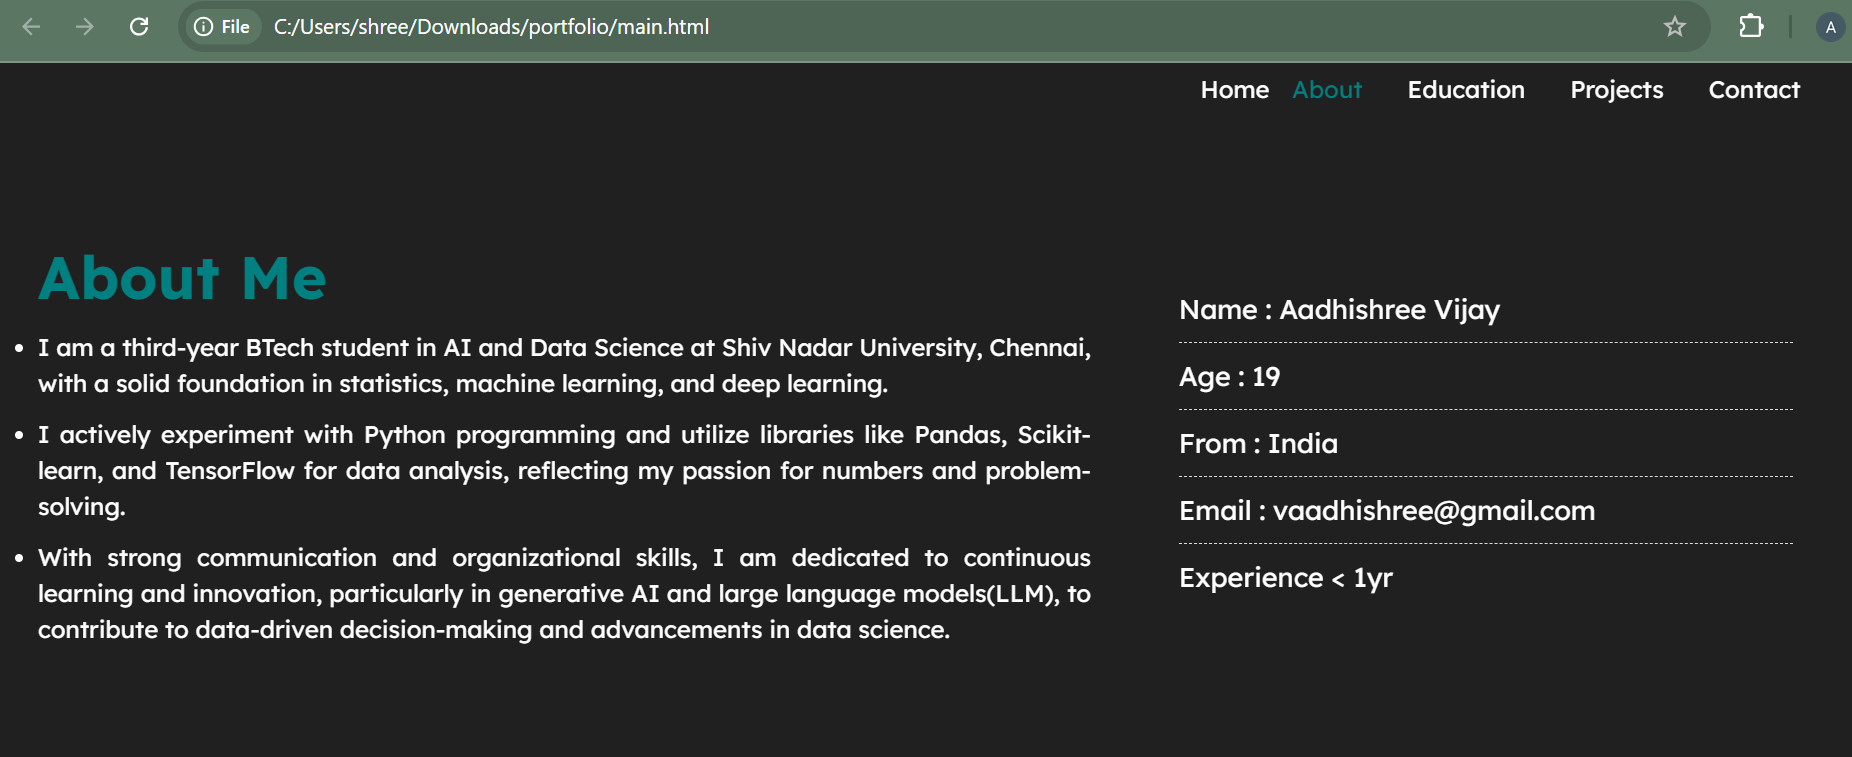 File C:/Users/shree/Downloads/portfolio/main.html A
Home About Education Projects Contact
About Me
• I am a third-year BTech student in AI and Data Science at Shiv Nadar University, Chennai,
with a solid foundation in statistics, machine learning, and deep learning.
• I actively experiment with Python programming and utilize libraries like Pandas, Scikit-
learn, and TensorFlow for data analysis, reflecting my passion for numbers and problem-
solving.
• With strong communication and organizational skills, I am dedicated to continuous
learning and innovation, particularly in generative AI and large language models(LLM), to
contribute to data-driven decision-making and advancements in data science.
Name : Aadhishree Vijay
Age : 19
From : India
Email : vaadhishree@gmail.com
Experience < 1yr